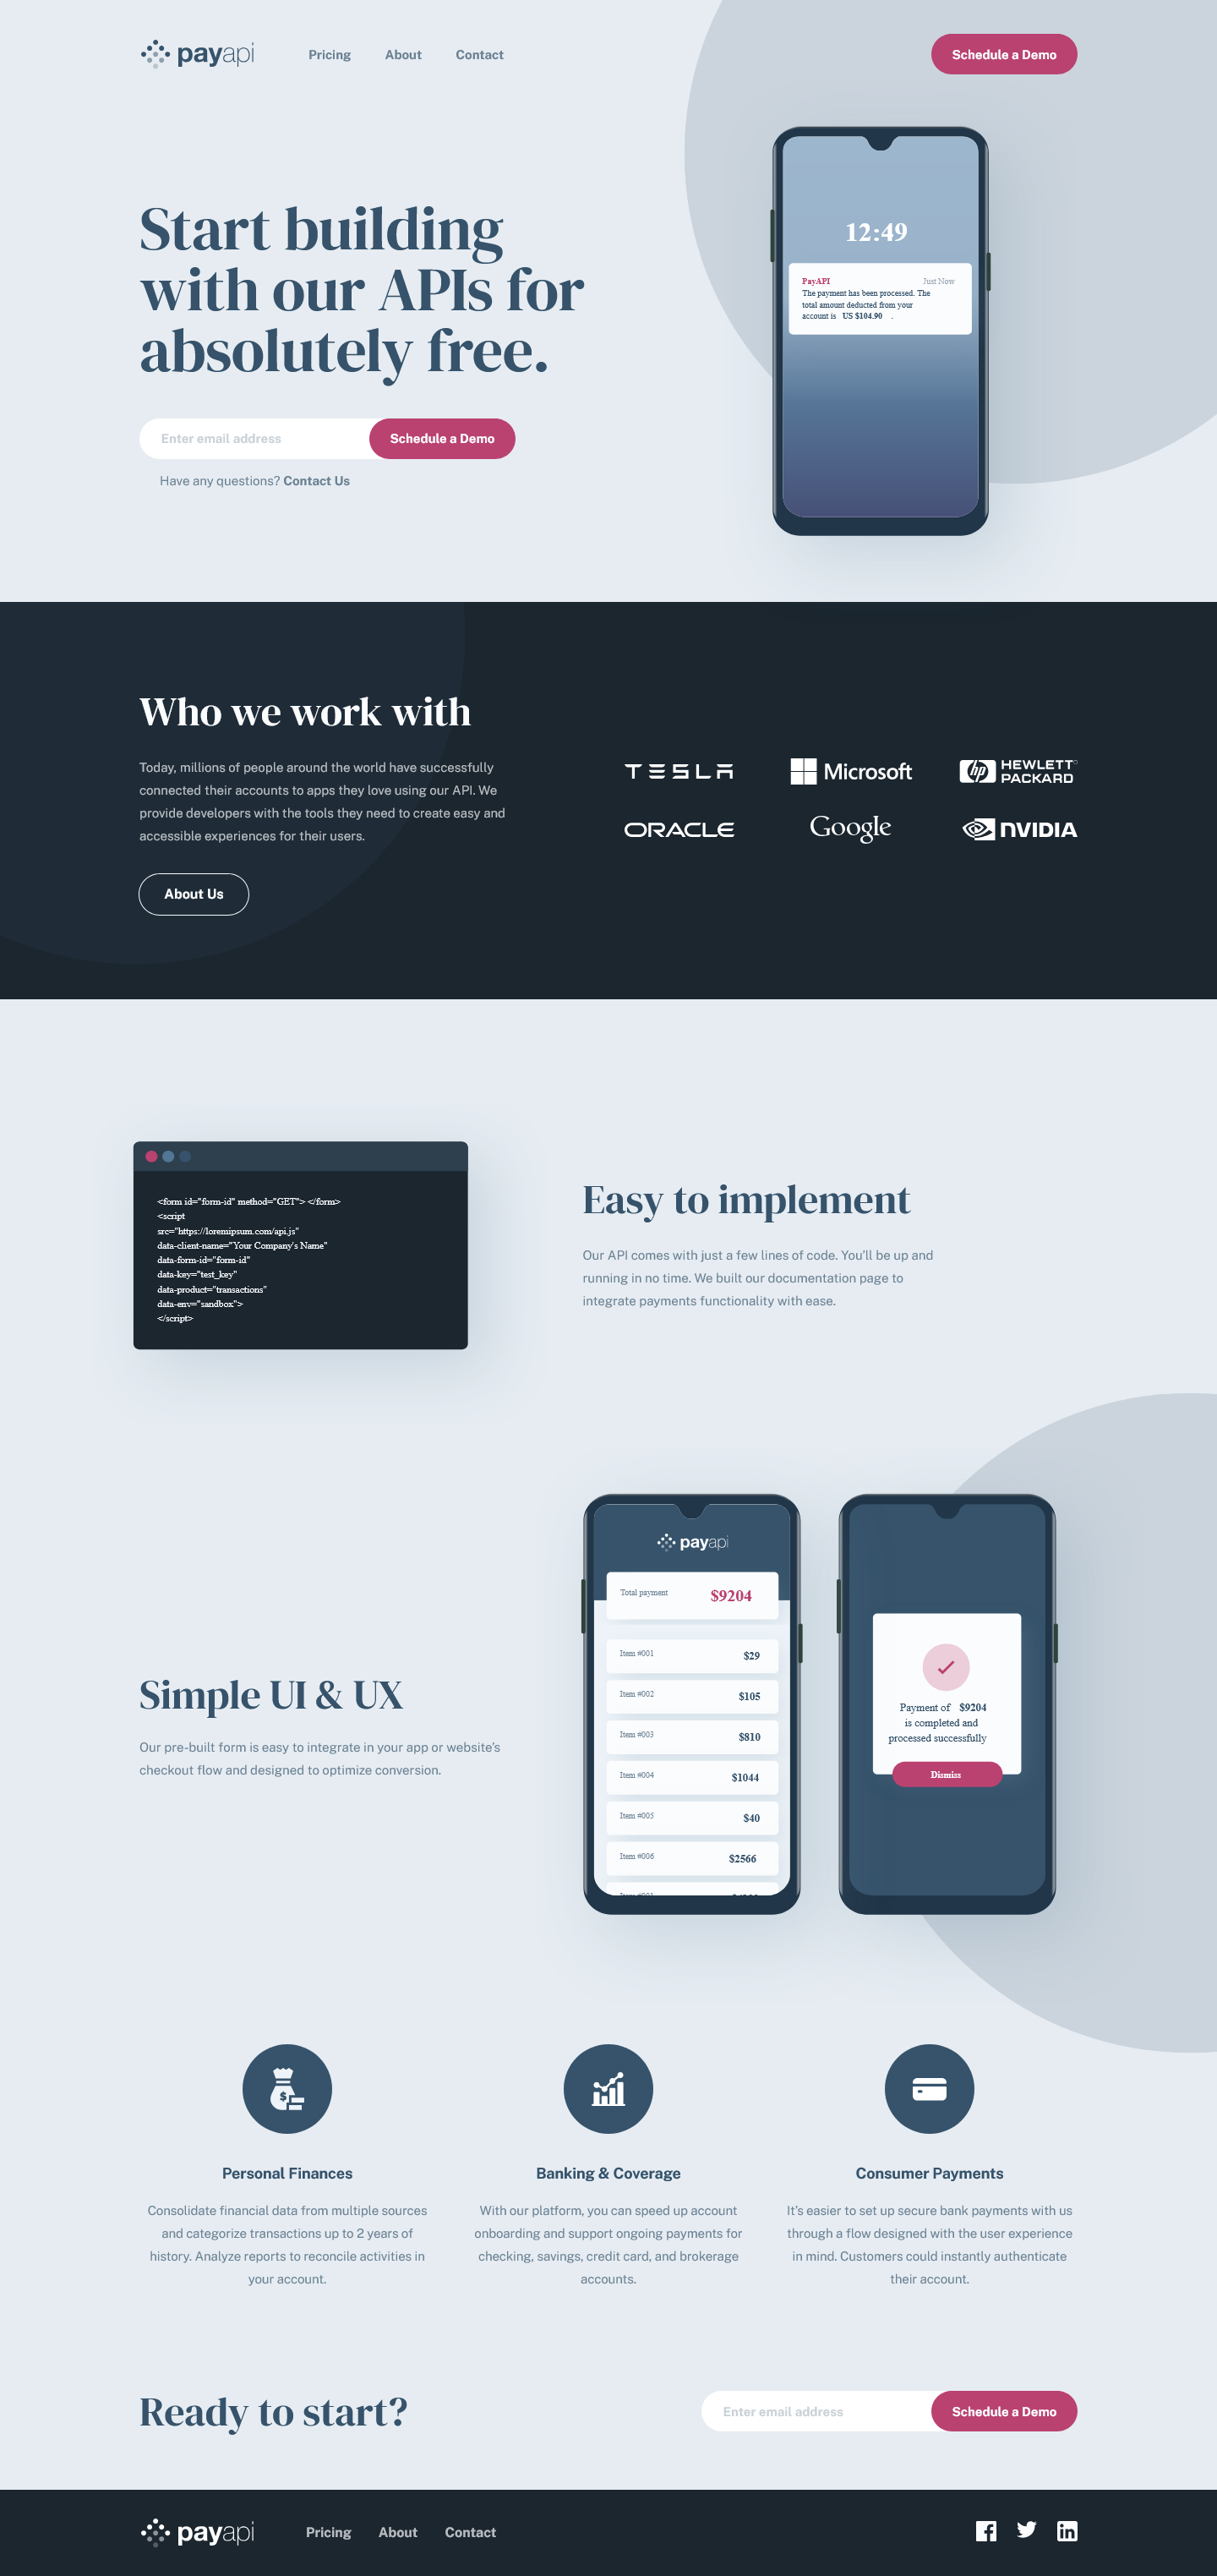 payapi
Pricing
About
Contact
Schedule a Demo
Start building
with our APIs for
absolutely free.
Enter email address
Schedule a Demo
Have any questions? Contact Us
12:49
PayAPI
Just Now
The payment has been processed. The
total amount deducted from your
account is US $104.90 .
Who we work with
Today, millions of people around the world have successfully
connected their accounts to apps they love using our API. We
provide developers with the tools they need to create easy and
accessible experiences for their users.
About Us
TESLA
Microsoft
hp HEWLETT
PACKARD
ORACLE
Google
NVIDIA
<form id="form-id" method="GET"> </form>
<script
src="https://loremipsum.com/api.js"
data-client-name="Your Company's Name"
data-form-id="form-id"
data-key="test_key"
data-product="transactions"
data-env="sandbox">
</script>
Easy to implement
Our API comes with just a few lines of code. You'll be up and
running in no time. We built our documentation page to
integrate payments functionality with ease.
Simple UI & UX
Our pre-built form is easy to integrate in your app or website's
checkout flow and designed to optimize conversion.
payapi
Total payment $9204
Item #001 $29
Item #002 $105
Item #003 $810
Item #004 $1044
Item #005 $40
Item #006 $2566
Payment of $9204
is completed and
processed successfully
Dismiss
Personal Finances
Consolidate financial data from multiple sources
and categorize transactions up to 2 years of
history. Analyze reports to reconcile activities in
your account.
Banking & Coverage
With our platform, you can speed up account
onboarding and support ongoing payments for
checking, savings, credit card, and brokerage
accounts.
Consumer Payments
It's easier to set up secure bank payments with us
through a flow designed with the user experience
in mind. Customers could instantly authenticate
their account.
Ready to start?
Enter email address
Schedule a Demo
payapi
Pricing
About
Contact